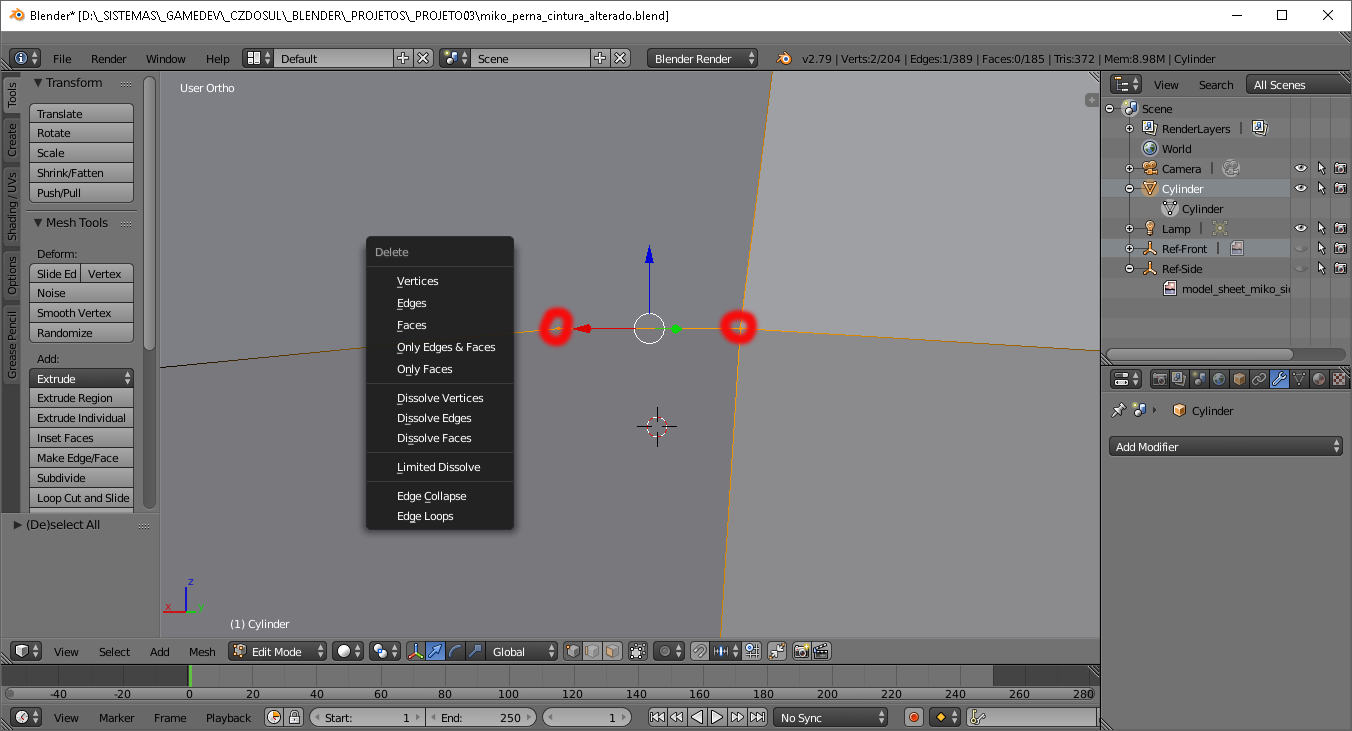 Blender* [D:\_SISTEMAS\_GAMEDEV\_CZDOSUL\_BLENDER\_PROJETOS\_PROJETO03\miko_perna_cintura_alterado.blend]
File Render Window Help Default Scene Blender Render v2.79 | Verts:2/204 | Edges:1/389 | Faces:0/185 | Tris:372 | Mem:8.98M | Cylinder
Tools
Create
Shading / UVs
Options
Grease Pencil
Transform
Translate
Rotate
Scale
Shrink/Fatten
Push/Pull
Mesh Tools
Deform:
Slide Ed Vertex
Noise
Smooth Vertex
Randomize
Add:
Extrude
Extrude Region
Extrude Individual
Inset Faces
Make Edge/Face
Subdivide
Loop Cut and Slide
(De)select All
User Ortho
Delete
Vertices
Edges
Faces
Only Edges & Faces
Only Faces
Dissolve Vertices
Dissolve Edges
Dissolve Faces
Limited Dissolve
Edge Collapse
Edge Loops
z
x
(1) Cylinder
View Search All Scenes
Scene
RenderLayers |
World
Camera |
Cylinder
Cylinder
Lamp |
Ref-Front |
Ref-Side
model_sheet_miko_si
Cylinder
Add Modifier
View Select Add Mesh Edit Mode Global
-40 -20 0 20 40 60 80 100 120 140 160 180 200 220 240 260 280
View Marker Frame Playback Start: 1 End: 250 1 No Sync